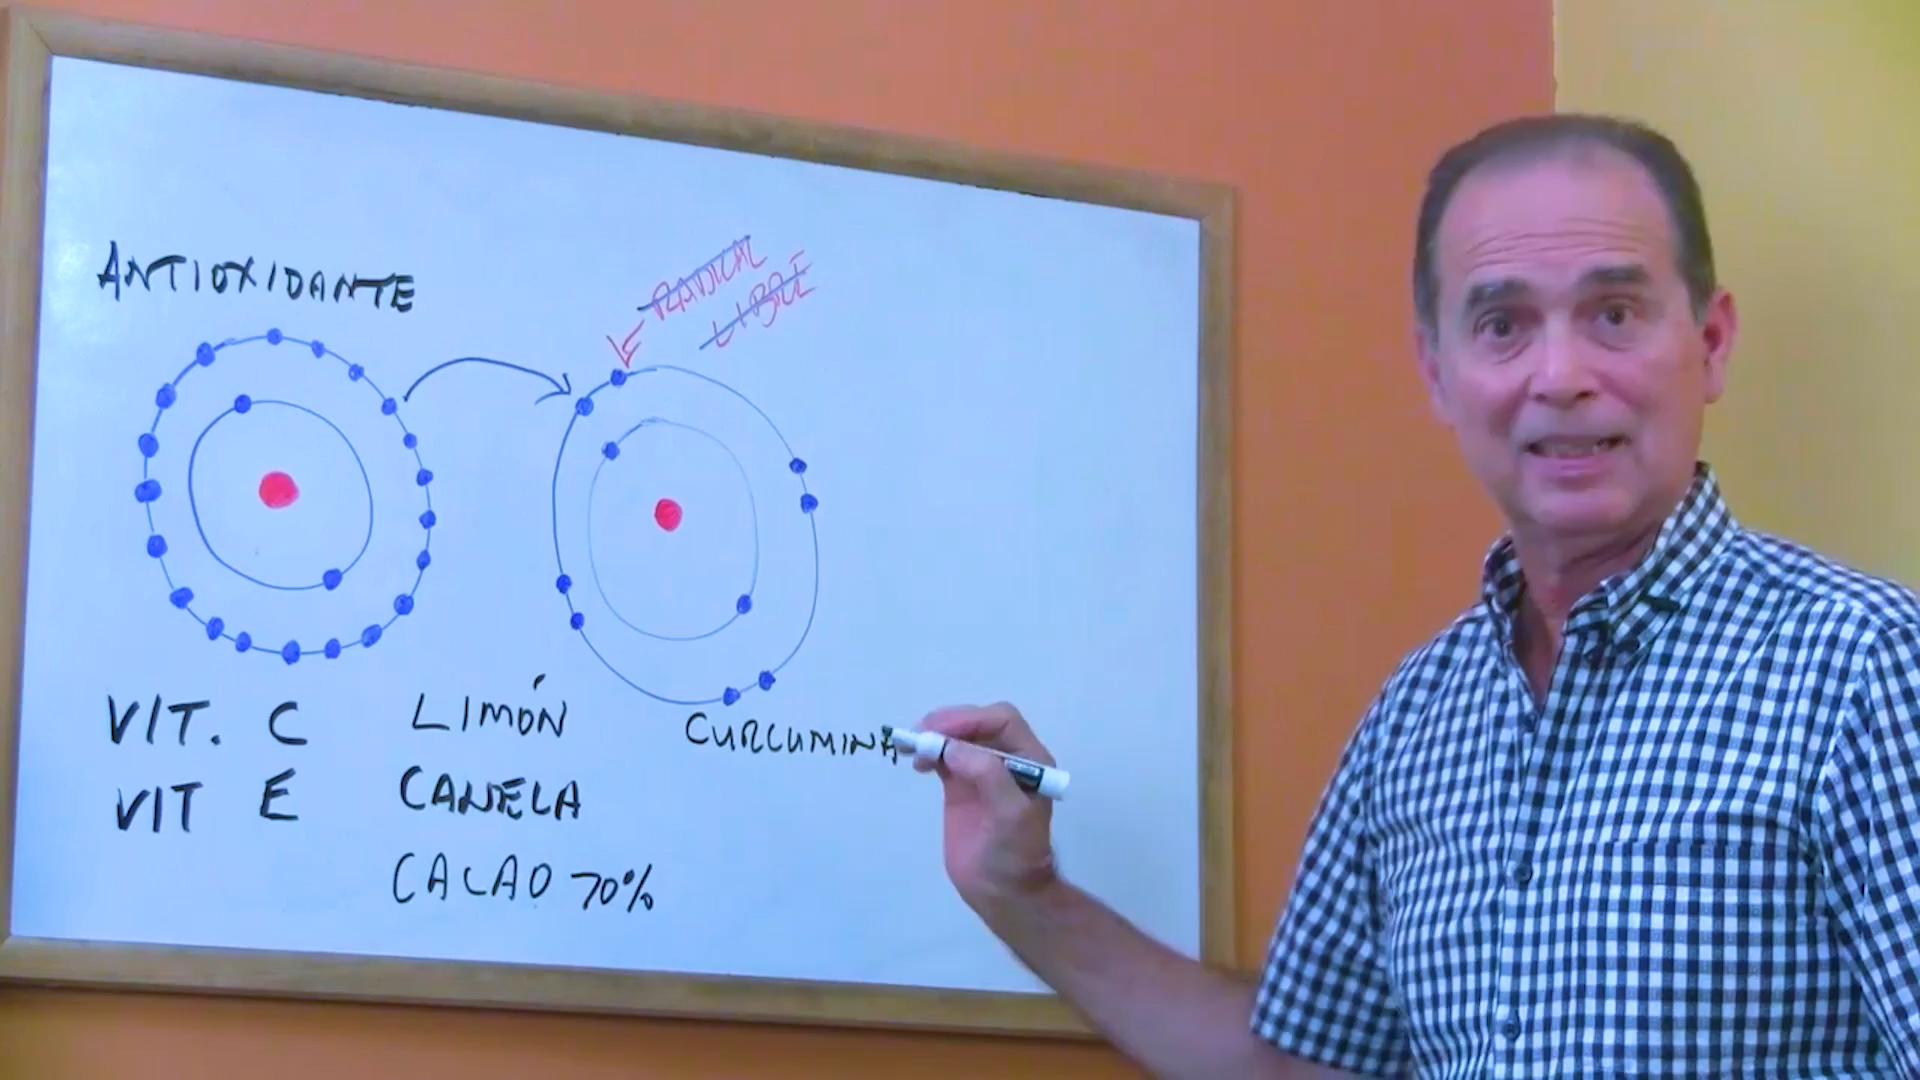 ANTIOXIDANTE
RADICAL
LIBRE
VIT. C
VIT E
LIMÓN
CANELA
CACAO 70%
CURCUMINA